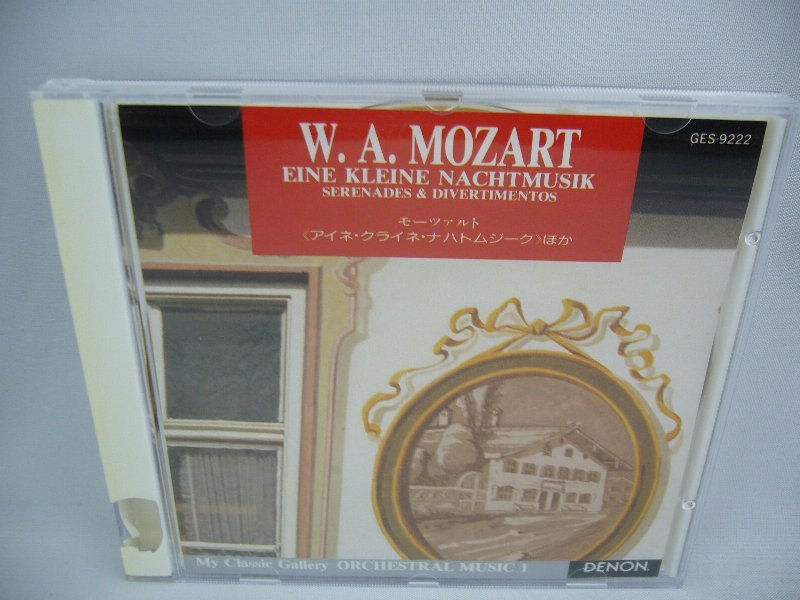 GES-9222
W. A. MOZART
EINE KLEINE NACHTMUSIK
SERENADES & DIVERTIMENTOS
モーツァルト
《アイネ・クライネ・ナハトムジーク》ほか
My Classic Gallery ORCHESTRAL MUSIC 1
DENON